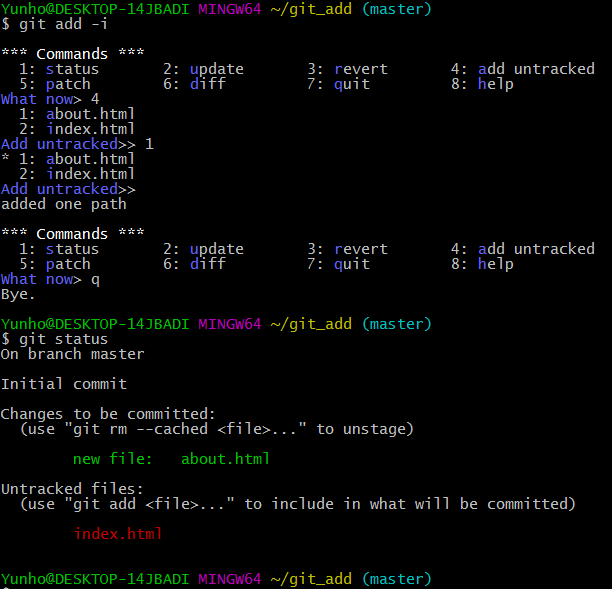 Yunho@DESKTOP-14JBADI MINGW64 ~/git_add (master)
$ git add -i
*** Commands ***
1: status 2: update 3: revert 4: add untracked
5: patch 6: diff 7: quit 8: help
What now> 4
1: about.html
2: index.html
Add untracked>> 1
* 1: about.html
2: index.html
Add untracked>>
added one path
*** Commands ***
1: status 2: update 3: revert 4: add untracked
5: patch 6: diff 7: quit 8: help
What now> q
Bye.
Yunho@DESKTOP-14JBADI MINGW64 ~/git_add (master)
$ git status
On branch master
Initial commit
Changes to be committed:
(use "git rm --cached <file>..." to unstage)
new file: about.html
Untracked files:
(use "git add <file>..." to include in what will be committed)
index.html
Yunho@DESKTOP-14JBADI MINGW64 ~/git_add (master)